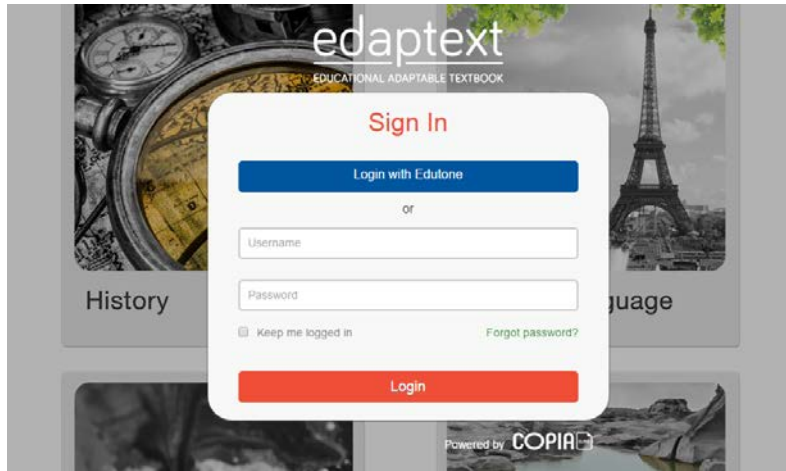 edaptext
EDUCATIONAL ADAPTABLE TEXTBOOK
Sign In
Login with Edutone
or
Username
Password
Keep me logged in
Forgot password?
Login
History
guage
Powered by COPIA